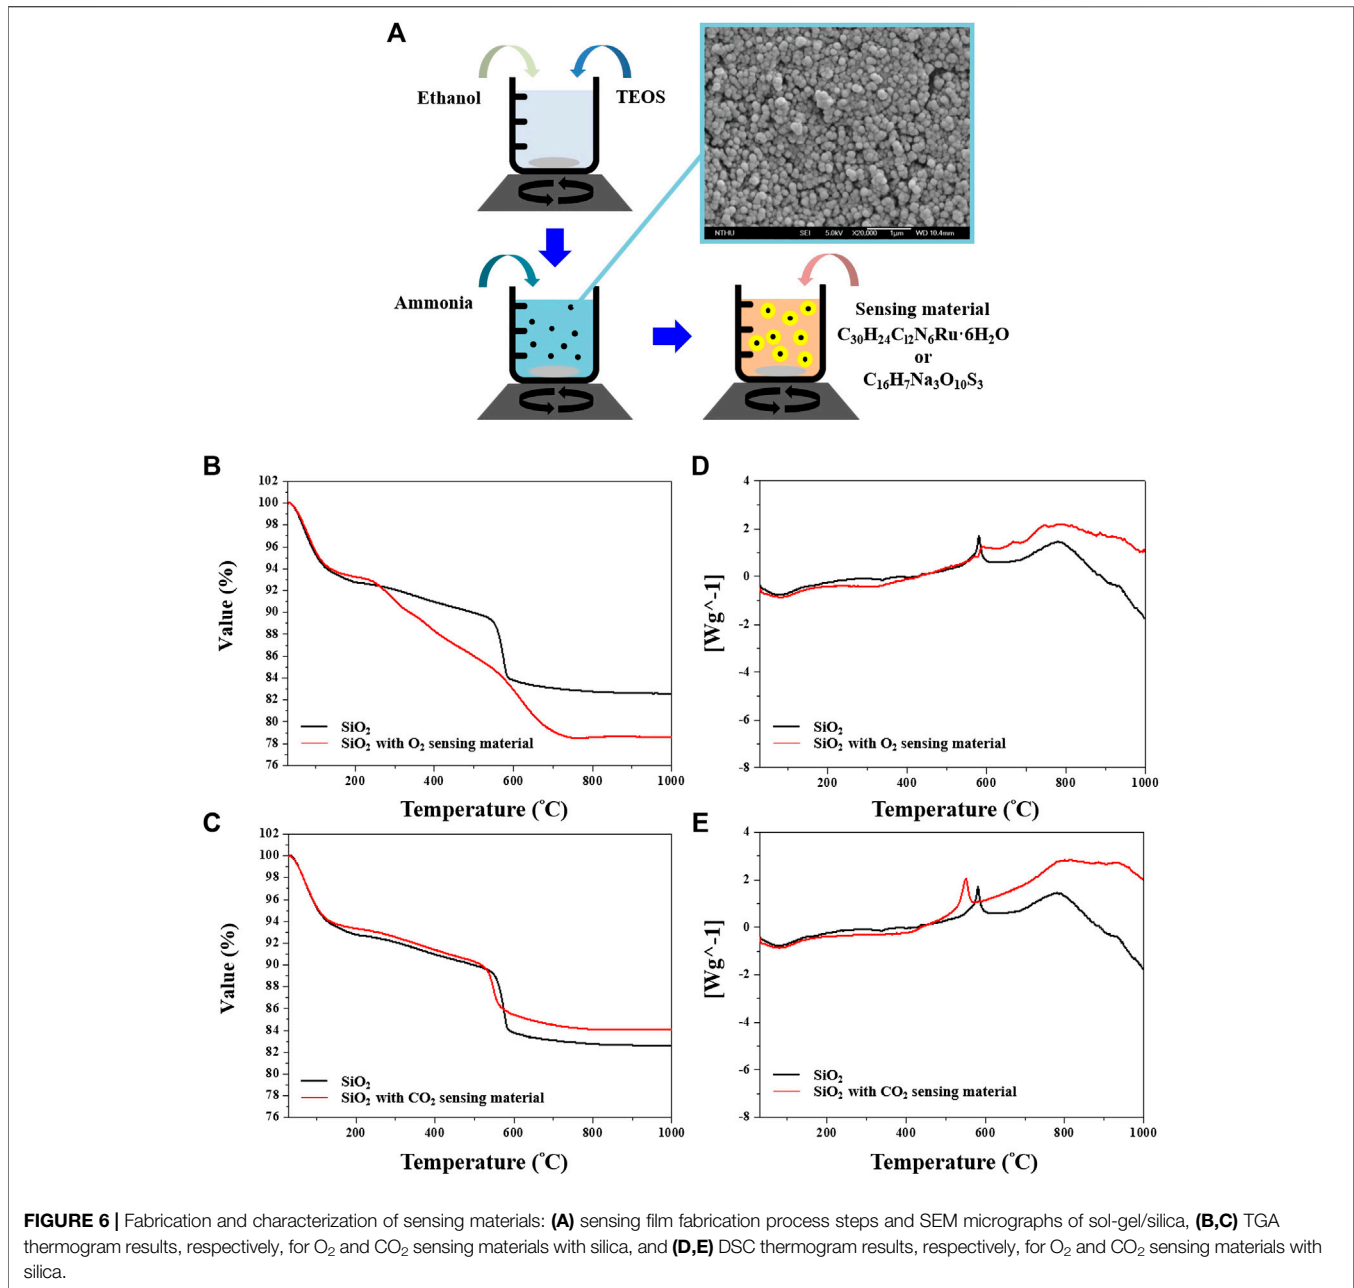 A
Ethanol
TEOS
NTHU SEI 5.0kV X20,000 1μm WD 10.4mm
Ammonia
Sensing material
C₃₀H₂₄C₁₂N₆Ru·6H₂O
or
C₁₆H₇Na₃O₁₀S₃
B
102
100
98
96
94
92
90
88
86
84
82
80
78
76
Value (%)
SiO₂
SiO₂ with O₂ sensing material
200 400 600 800 1000
Temperature (°C)
D
4
2
0
-2
-4
-6
-8
[Wg^-1]
SiO₂
SiO₂ with O₂ sensing material
200 400 600 800 1000
Temperature (°C)
C
102
100
98
96
94
92
90
88
86
84
82
80
78
76
Value (%)
SiO₂
SiO₂ with CO₂ sensing material
200 400 600 800 1000
Temperature (°C)
E
4
2
0
-2
-4
-6
-8
[Wg^-1]
SiO₂
SiO₂ with CO₂ sensing material
200 400 600 800 1000
Temperature (°C)
FIGURE 6 | Fabrication and characterization of sensing materials: (A) sensing film fabrication process steps and SEM micrographs of sol-gel/silica, (B,C) TGA
thermogram results, respectively, for O₂ and CO₂ sensing materials with silica, and (D,E) DSC thermogram results, respectively, for O₂ and CO₂ sensing materials with
silica.